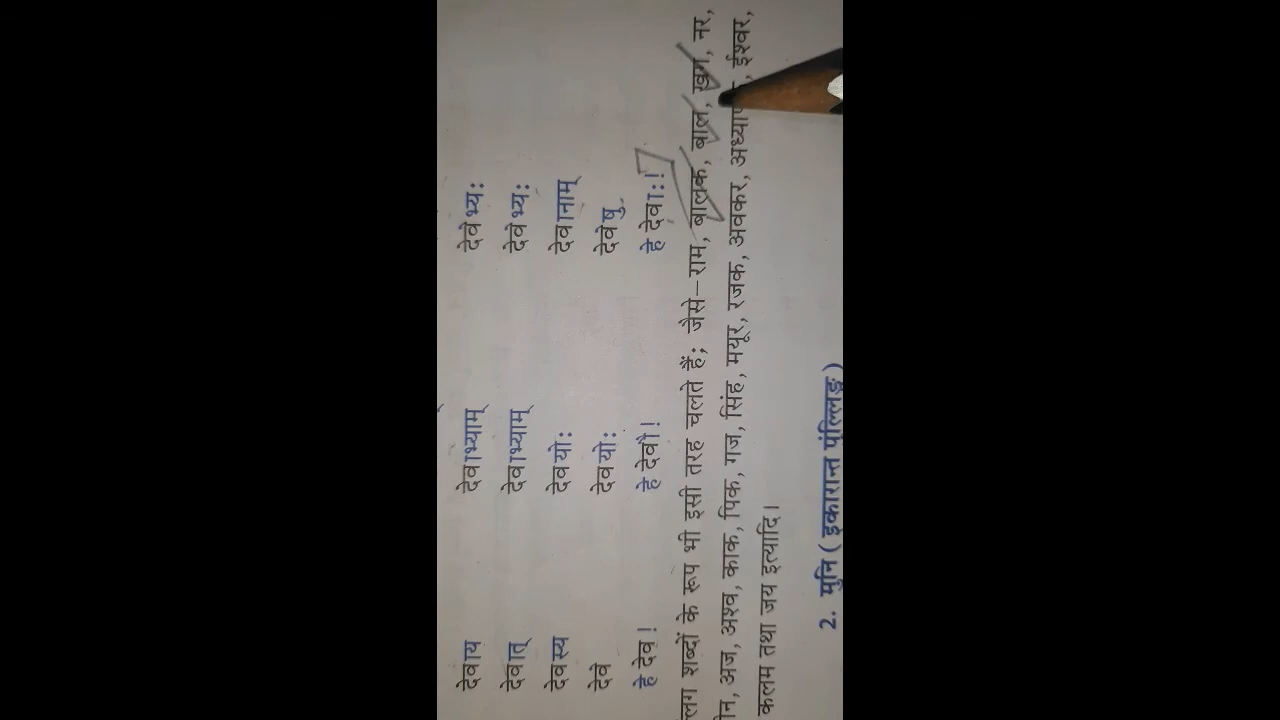 देवाय देवाभ्याम् देवेभ्यः
देवात् देवाभ्याम् देवेभ्यः
देवस्य देवयोः देवानाम्
देवे देवयोः देवेषु
हे देव! हे देवौ! हे देवाः!
लग शब्दों के रूप भी इसी तरह चलते हैं; जैसे–राम, बालक, बाल, खग, नर,
अज, अश्व, काक, पिक, गज, सिंह, मयूर, रजक, अवकर, ईश्वर,
कलम तथा जय इत्यादि।
2. मुनि ( इकारान्त पुंल्लिङ्ग )